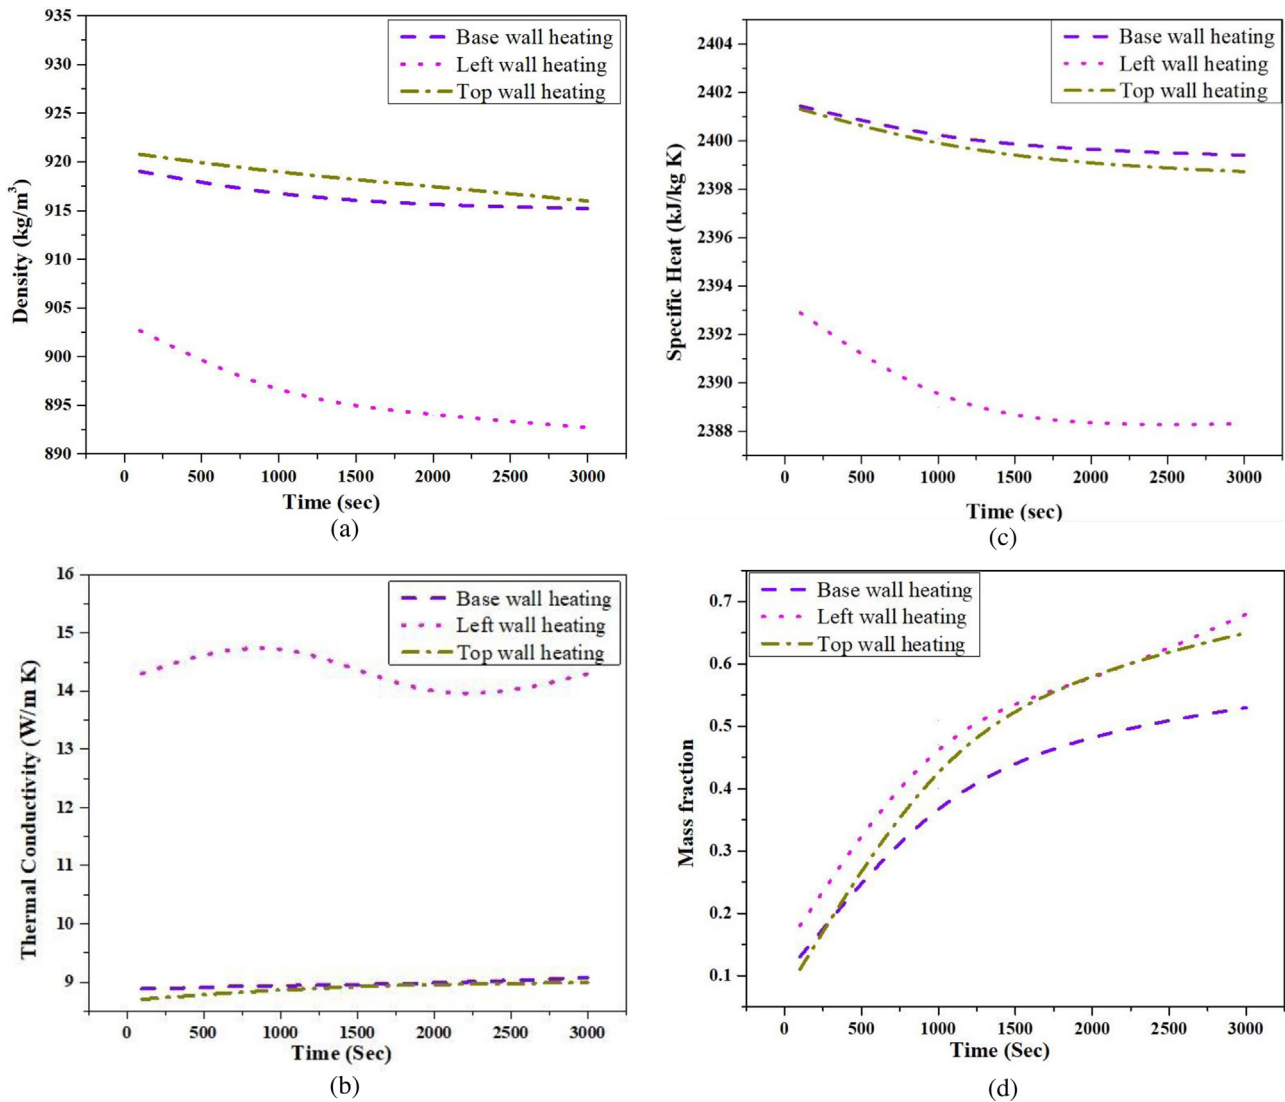 935
930
925
920
915
910
905
900
895
890
Density (kg/m³)
Base wall heating
Left wall heating
Top wall heating
0 500 1000 1500 2000 2500 3000
Time (sec)
(a)
2404
2402
2400
2398
2396
2394
2392
2390
2388
Specific Heat (kJ/kg K)
Base wall heating
Left wall heating
Top wall heating
0 500 1000 1500 2000 2500 3000
Time (sec)
(c)
16
15
14
13
12
11
10
9
Thermal Conductivity (W/m K)
Base wall heating
Left wall heating
Top wall heating
0 500 1000 1500 2000 2500 3000
Time (Sec)
(b)
0.7
0.6
0.5
0.4
0.3
0.2
0.1
Mass fraction
Base wall heating
Left wall heating
Top wall heating
0 500 1000 1500 2000 2500 3000
Time (Sec)
(d)